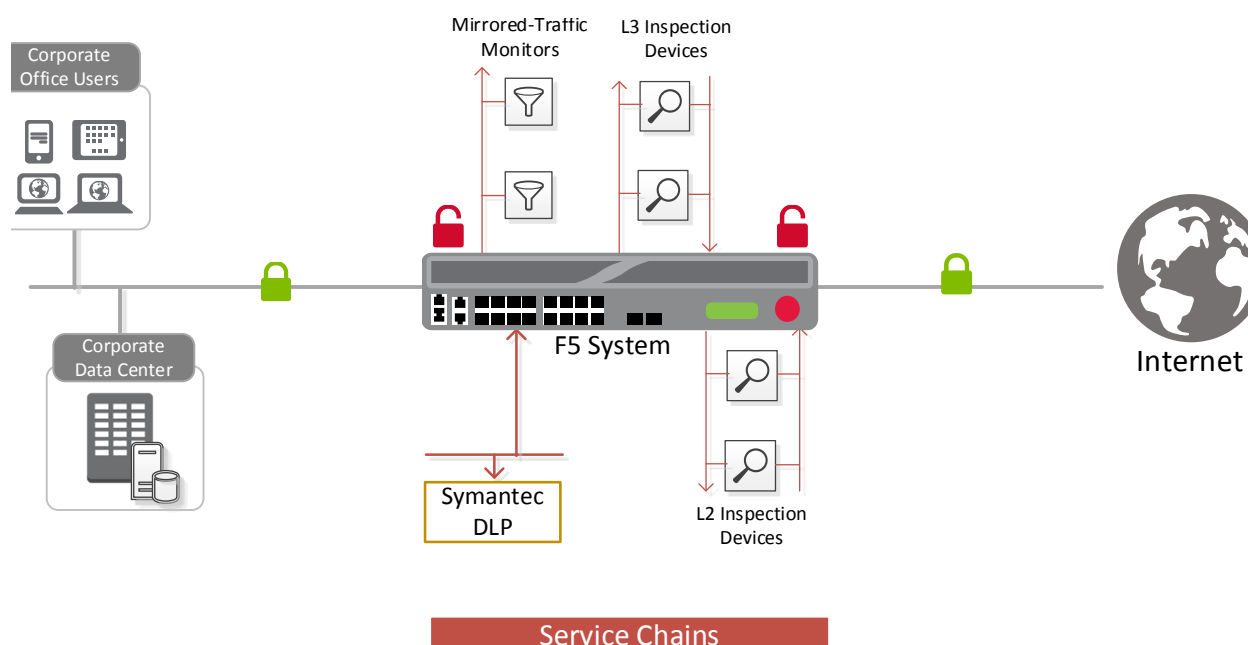 Mirrored-Traffic
Monitors
L3 Inspection
Devices
Corporate
Office Users
F5 System
Corporate
Data Center
Internet
Symantec
DLP
L2 Inspection
Devices
Service Chains